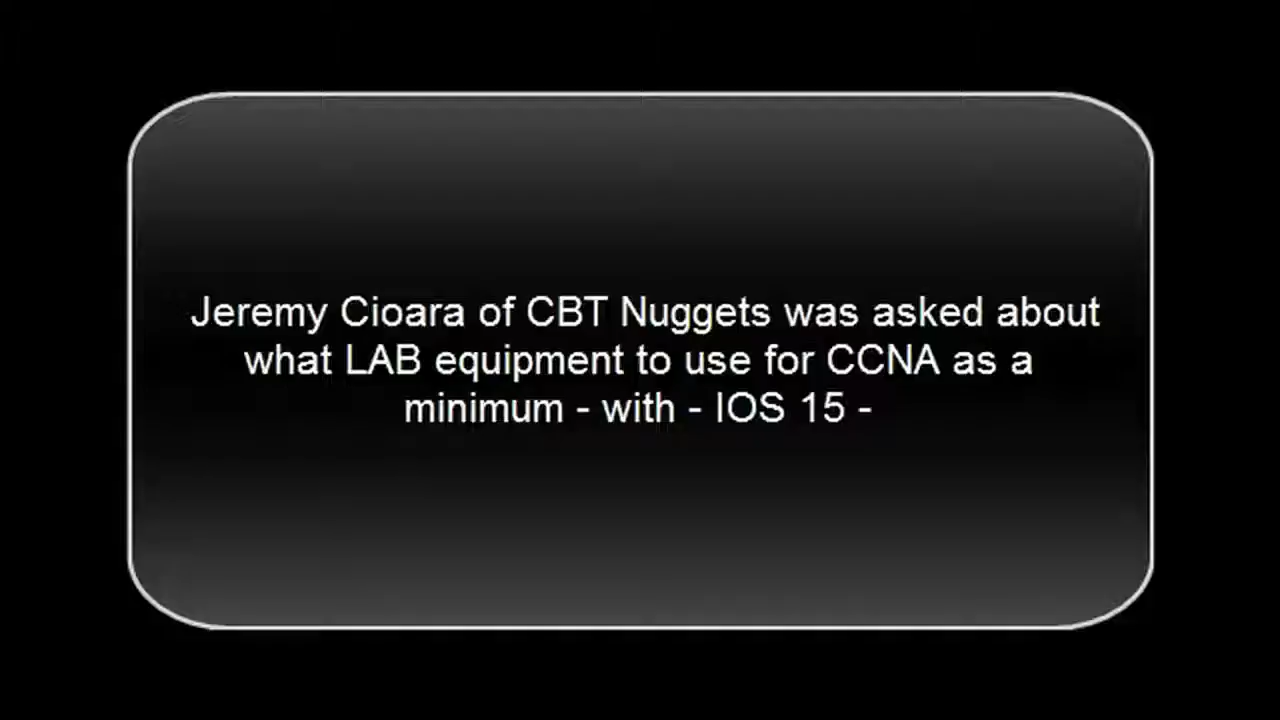 Jeremy Cioara of CBT Nuggets was asked about
what LAB equipment to use for CCNA as a
minimum - with - IOS 15 -